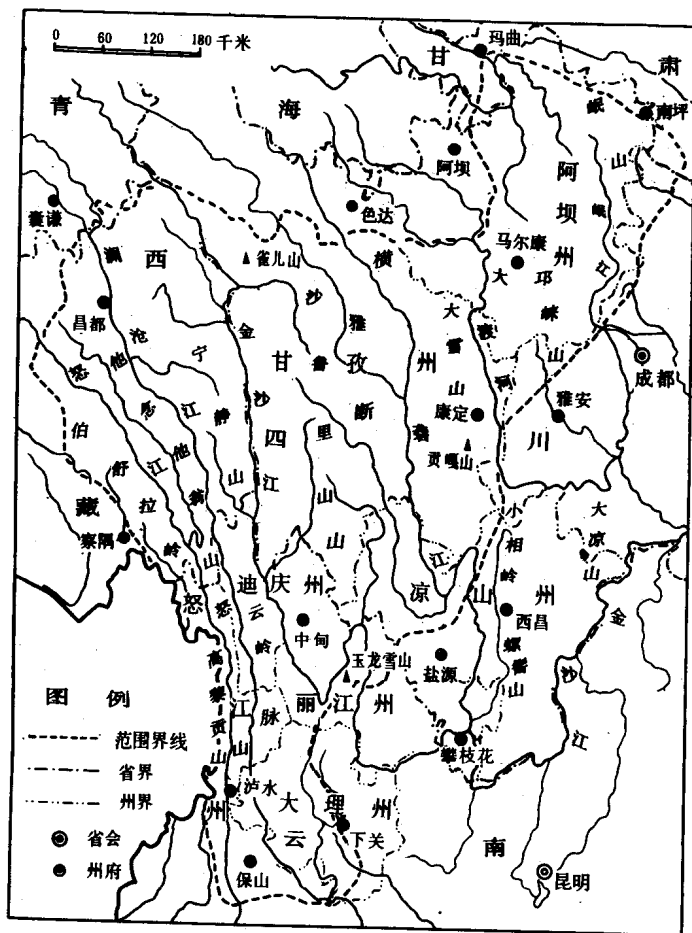 0 60 120 180 千米
甘 肃
玛曲
青 海
南坪
岷山
阿坝
阿坝州
岷江
囊谦
色达
马尔康
西
雀儿山
横
大
邛崃山
昌都
澜沧江
金沙江
沙鲁里山
雅
大雪山
成都
宁静山
甘孜州
断
康定
雅安
怒江
他念他翁山
四川
贡嘎山
伯舒拉岭
藏
察隅
山
小相岭
大凉山
怒
迪庆州
云岭
凉山州
中甸
西昌
金沙江
玉龙雪山
盐源
螺髻山
图 例
高黎贡山
怒江
丽江州
脉
范围界线
省界
攀枝花
州界
泸水
大理州
省会
州
云 南
下关
州府
保山
昆明